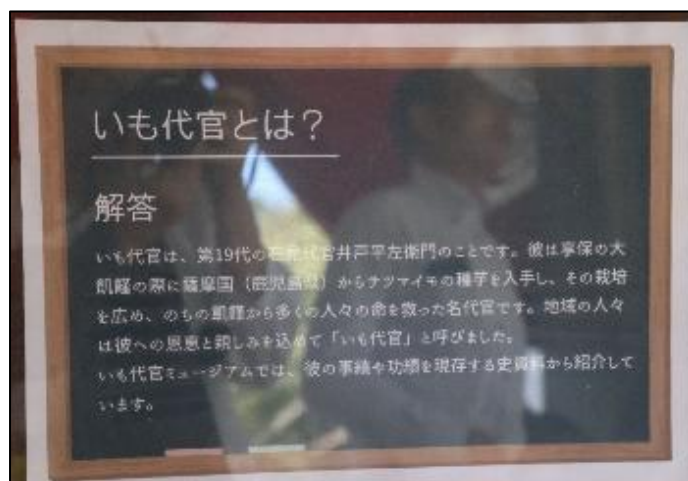 いも代官とは？
解答
いも代官は、第19代の石見代官井戸平左衛門のことです。彼は享保の大
飢饉の際に薩摩国（鹿児島県）からサツマイモの種芋を入手し、その栽培
を広め、のちの飢饉から多くの人々の命を救った名代官です。地域の人々
は彼への恩恵と親しみを込めて「いも代官」と呼びました。
いも代官ミュージアムでは、彼の事績や功績を現存する史資料から紹介して
います。